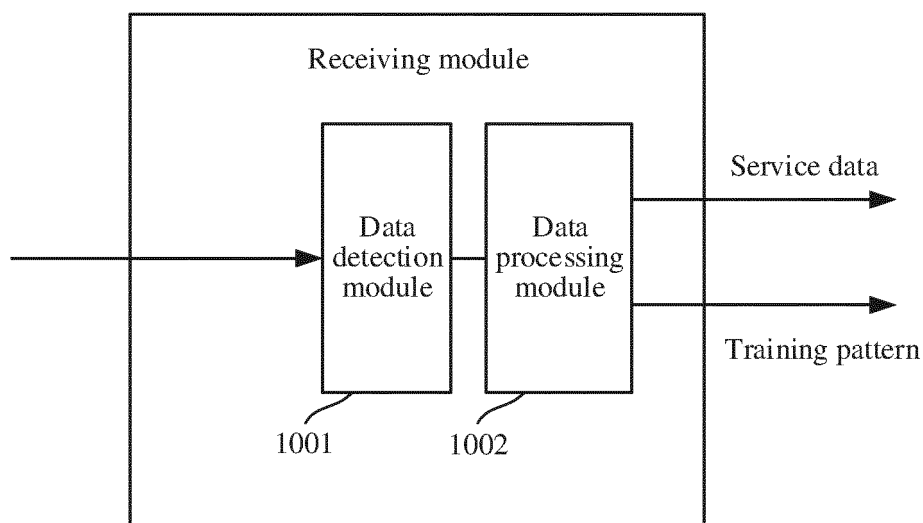 Receiving module
Service data
Data
detection
module
Data
processing
module
Training pattern
1001
1002